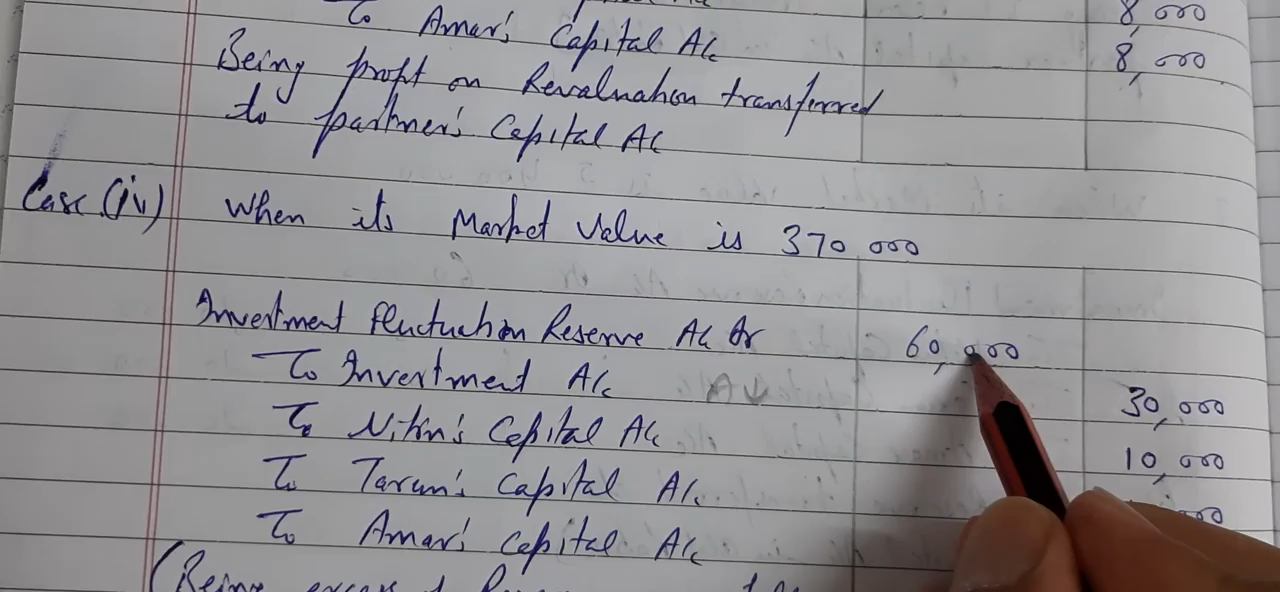 To Amar's Capital A/c 8,000
8,000
Being profit on Revaluation transferred
to partner's Capital A/c
Case (iv) When its Market Value is 370,000
Investment fluctuation Reserve A/c Dr 60,000
To Investment A/c A↓ 30,000
To Nitin's Capital A/c 10,000
To Tarun's Capital A/c
To Amar's Capital A/c
(Being excess